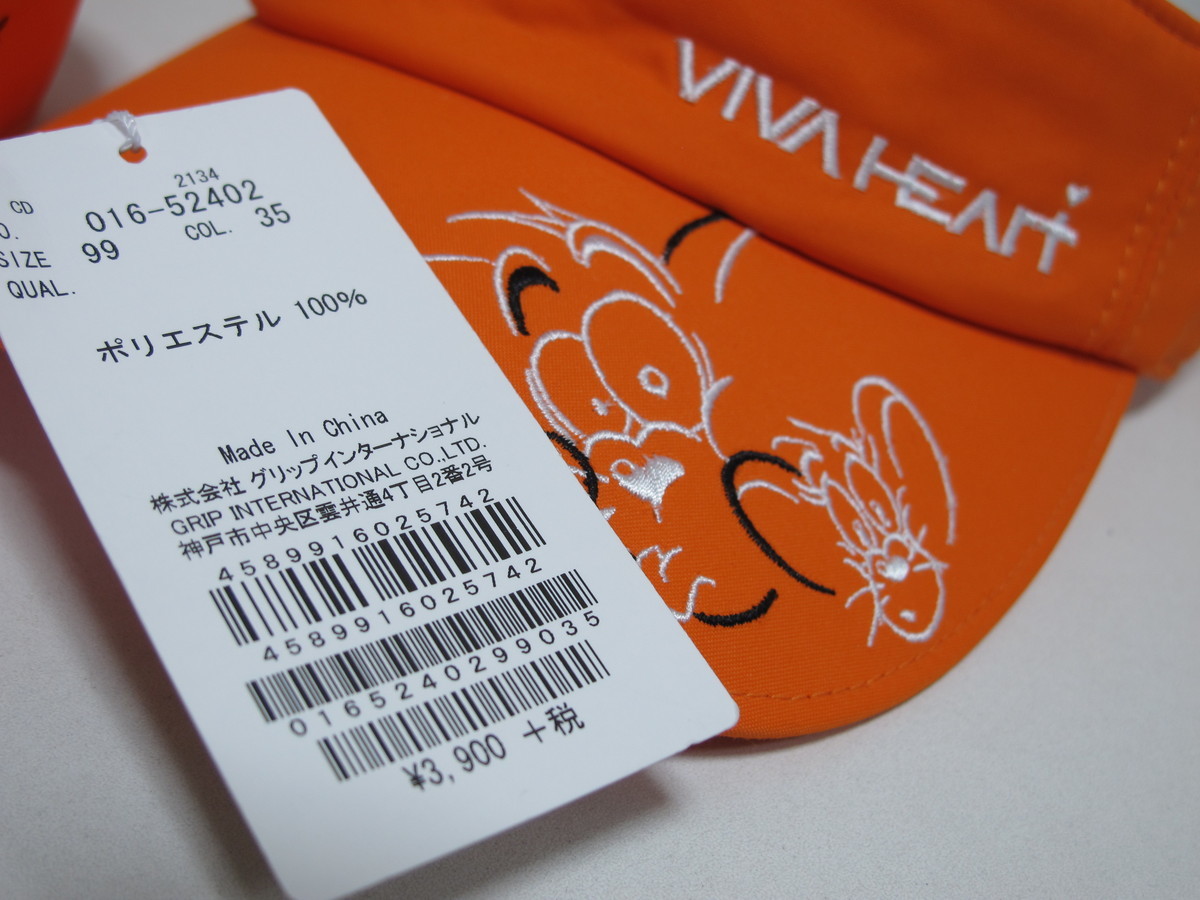 VIVA HEART
2134
CD
O. 016-52402
SIZE 99 COL. 35
QUAL.
ポリエステル 100%
Made In China
株式会社 グリップインターナショナル
GRIP INTERNATIONAL CO.,LTD.
神戸市中央区雲井通4丁目2番2号
4589916025742
4589916025742
0165240299035
¥3,900 +税